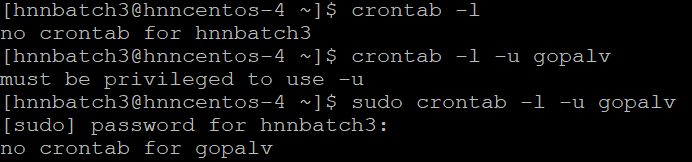 [hnnbatch3@hnncentos-4 ~]$ crontab -l
no crontab for hnnbatch3
[hnnbatch3@hnncentos-4 ~]$ crontab -l -u gopalv
must be privileged to use -u
[hnnbatch3@hnncentos-4 ~]$ sudo crontab -l -u gopalv
[sudo] password for hnnbatch3:
no crontab for gopalv